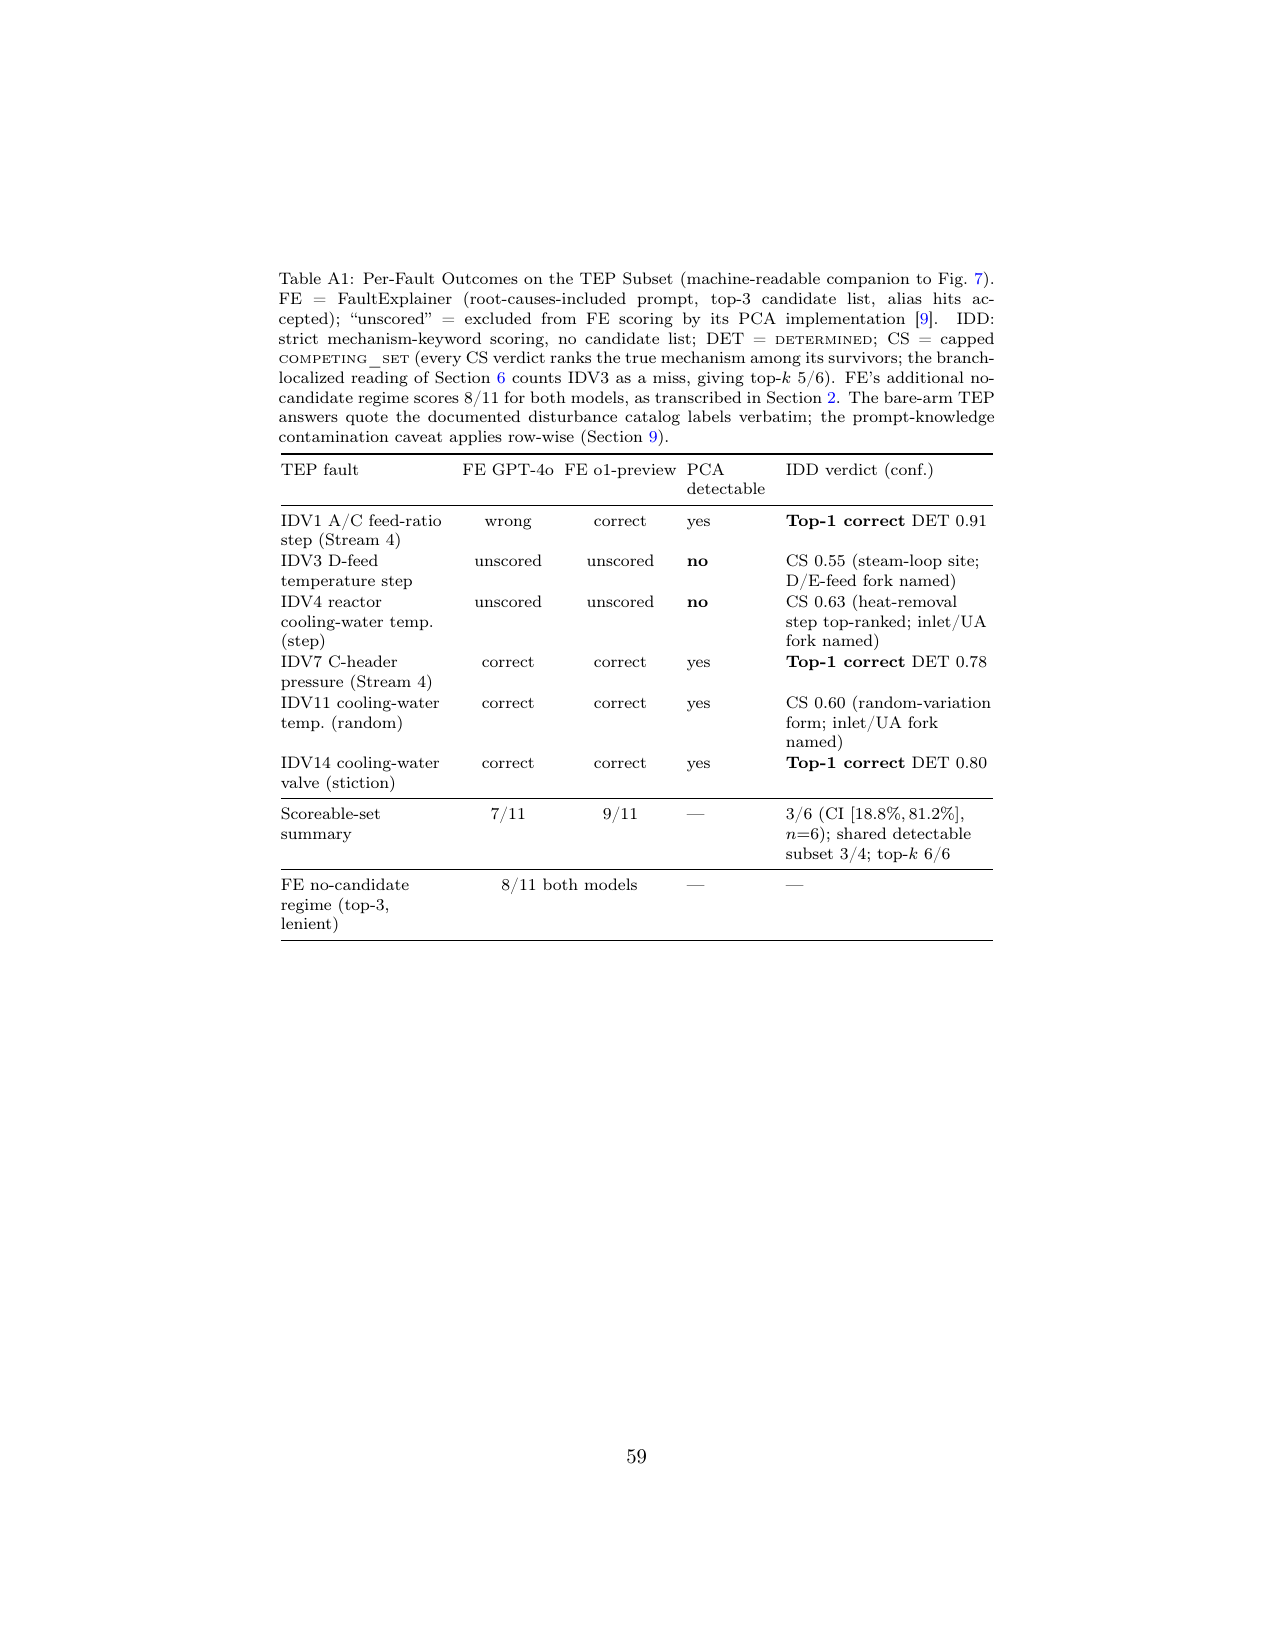 Table A1: Per-Fault Outcomes on the TEP Subset (machine-readable companion to Fig. 7).
FE = FaultExplainer (root-causes-included prompt, top-3 candidate list, alias hits ac-
cepted); “unscored” = excluded from FE scoring by its PCA implementation [9]. IDD:
strict mechanism-keyword scoring, no candidate list; DET = DETERMINED; CS = capped
COMPETING_SET (every CS verdict ranks the true mechanism among its survivors; the branch-
localized reading of Section 6 counts IDV3 as a miss, giving top-k 5/6). FE’s additional no-
candidate regime scores 8/11 for both models, as transcribed in Section 2. The bare-arm TEP
answers quote the documented disturbance catalog labels verbatim; the prompt-knowledge
contamination caveat applies row-wise (Section 9).
TEP fault FE GPT-4o FE o1-preview PCA IDD verdict (conf.)
detectable
IDV1 A/C feed-ratio wrong correct yes Top-1 correct DET 0.91
step (Stream 4)
IDV3 D-feed unscored unscored no CS 0.55 (steam-loop site;
temperature step D/E-feed fork named)
IDV4 reactor unscored unscored no CS 0.63 (heat-removal
cooling-water temp. step top-ranked; inlet/UA
(step) fork named)
IDV7 C-header correct correct yes Top-1 correct DET 0.78
pressure (Stream 4)
IDV11 cooling-water correct correct yes CS 0.60 (random-variation
temp. (random) form; inlet/UA fork
named)
IDV14 cooling-water correct correct yes Top-1 correct DET 0.80
valve (stiction)
Scoreable-set 7/11 9/11 — 3/6 (CI [18.8%, 81.2%],
summary n=6); shared detectable
subset 3/4; top-k 6/6
FE no-candidate 8/11 both models — —
regime (top-3,
lenient)
59